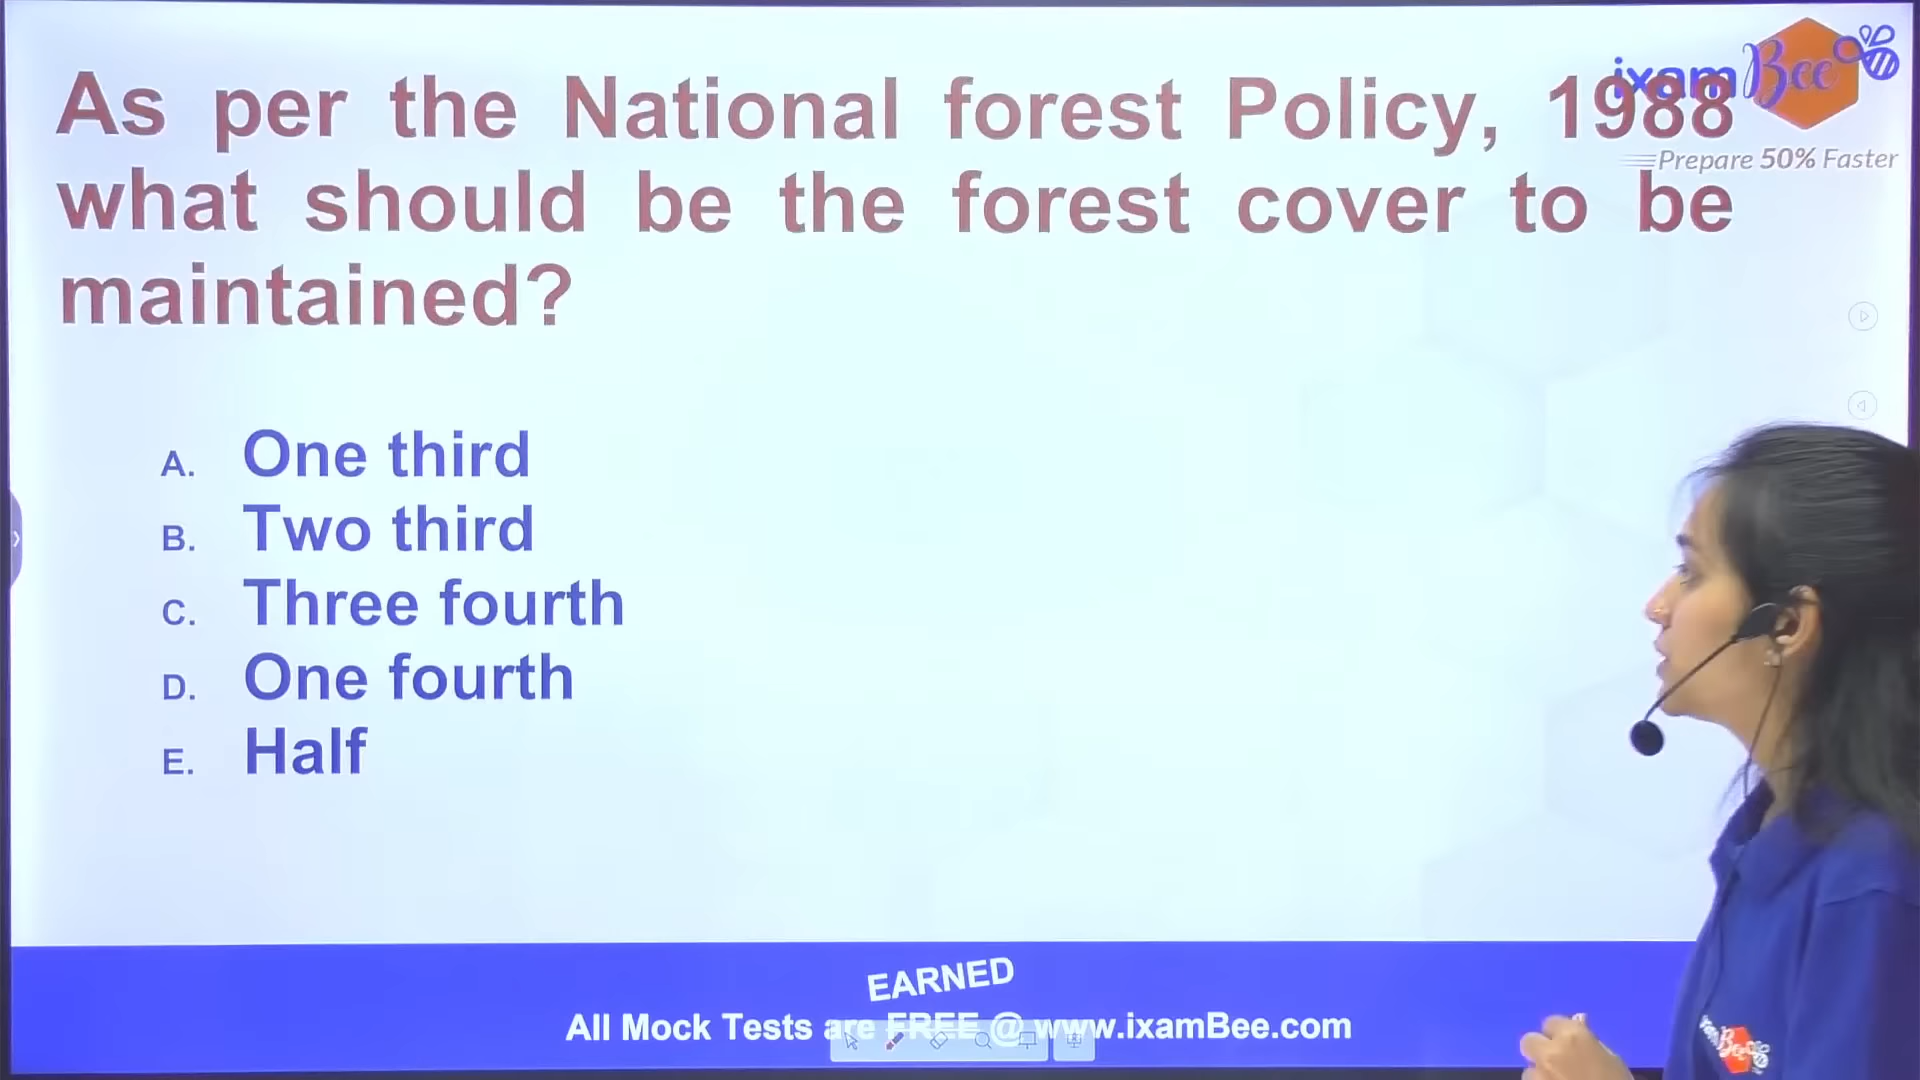 As per the National forest Policy, 1988
what should be the forest cover to be
maintained?
ixamBee
Prepare 50% Faster
A. One third
B. Two third
C. Three fourth
D. One fourth
E. Half
EARNED
All Mock Tests are FREE @ www.ixamBee.com
ixamBee